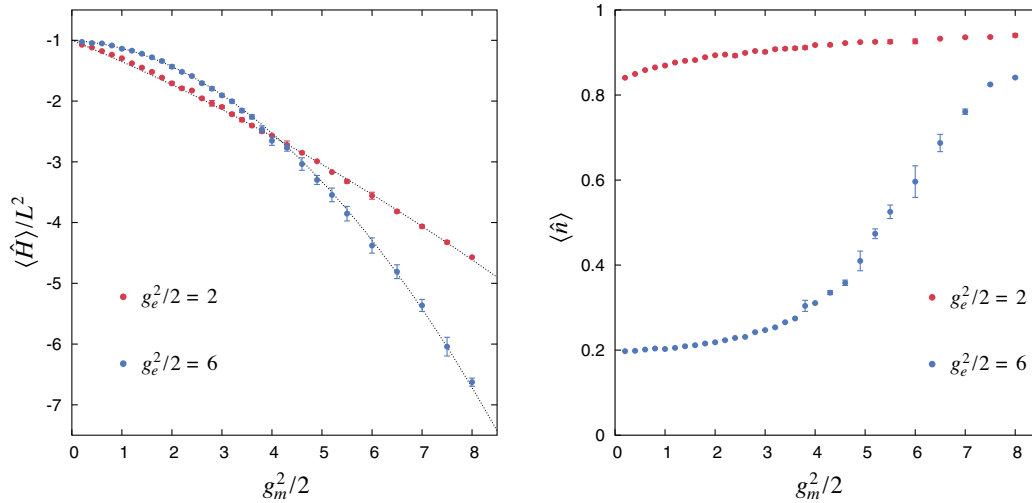 -1
-2
-3
-4
-5
-6
-7
⟨Ĥ⟩/L²
g_e²/2 = 2
g_e²/2 = 6
0 1 2 3 4 5 6 7 8
g_m²/2
1
0.8
0.6
0.4
0.2
0
⟨n̂⟩
g_e²/2 = 2
g_e²/2 = 6
0 1 2 3 4 5 6 7 8
g_m²/2